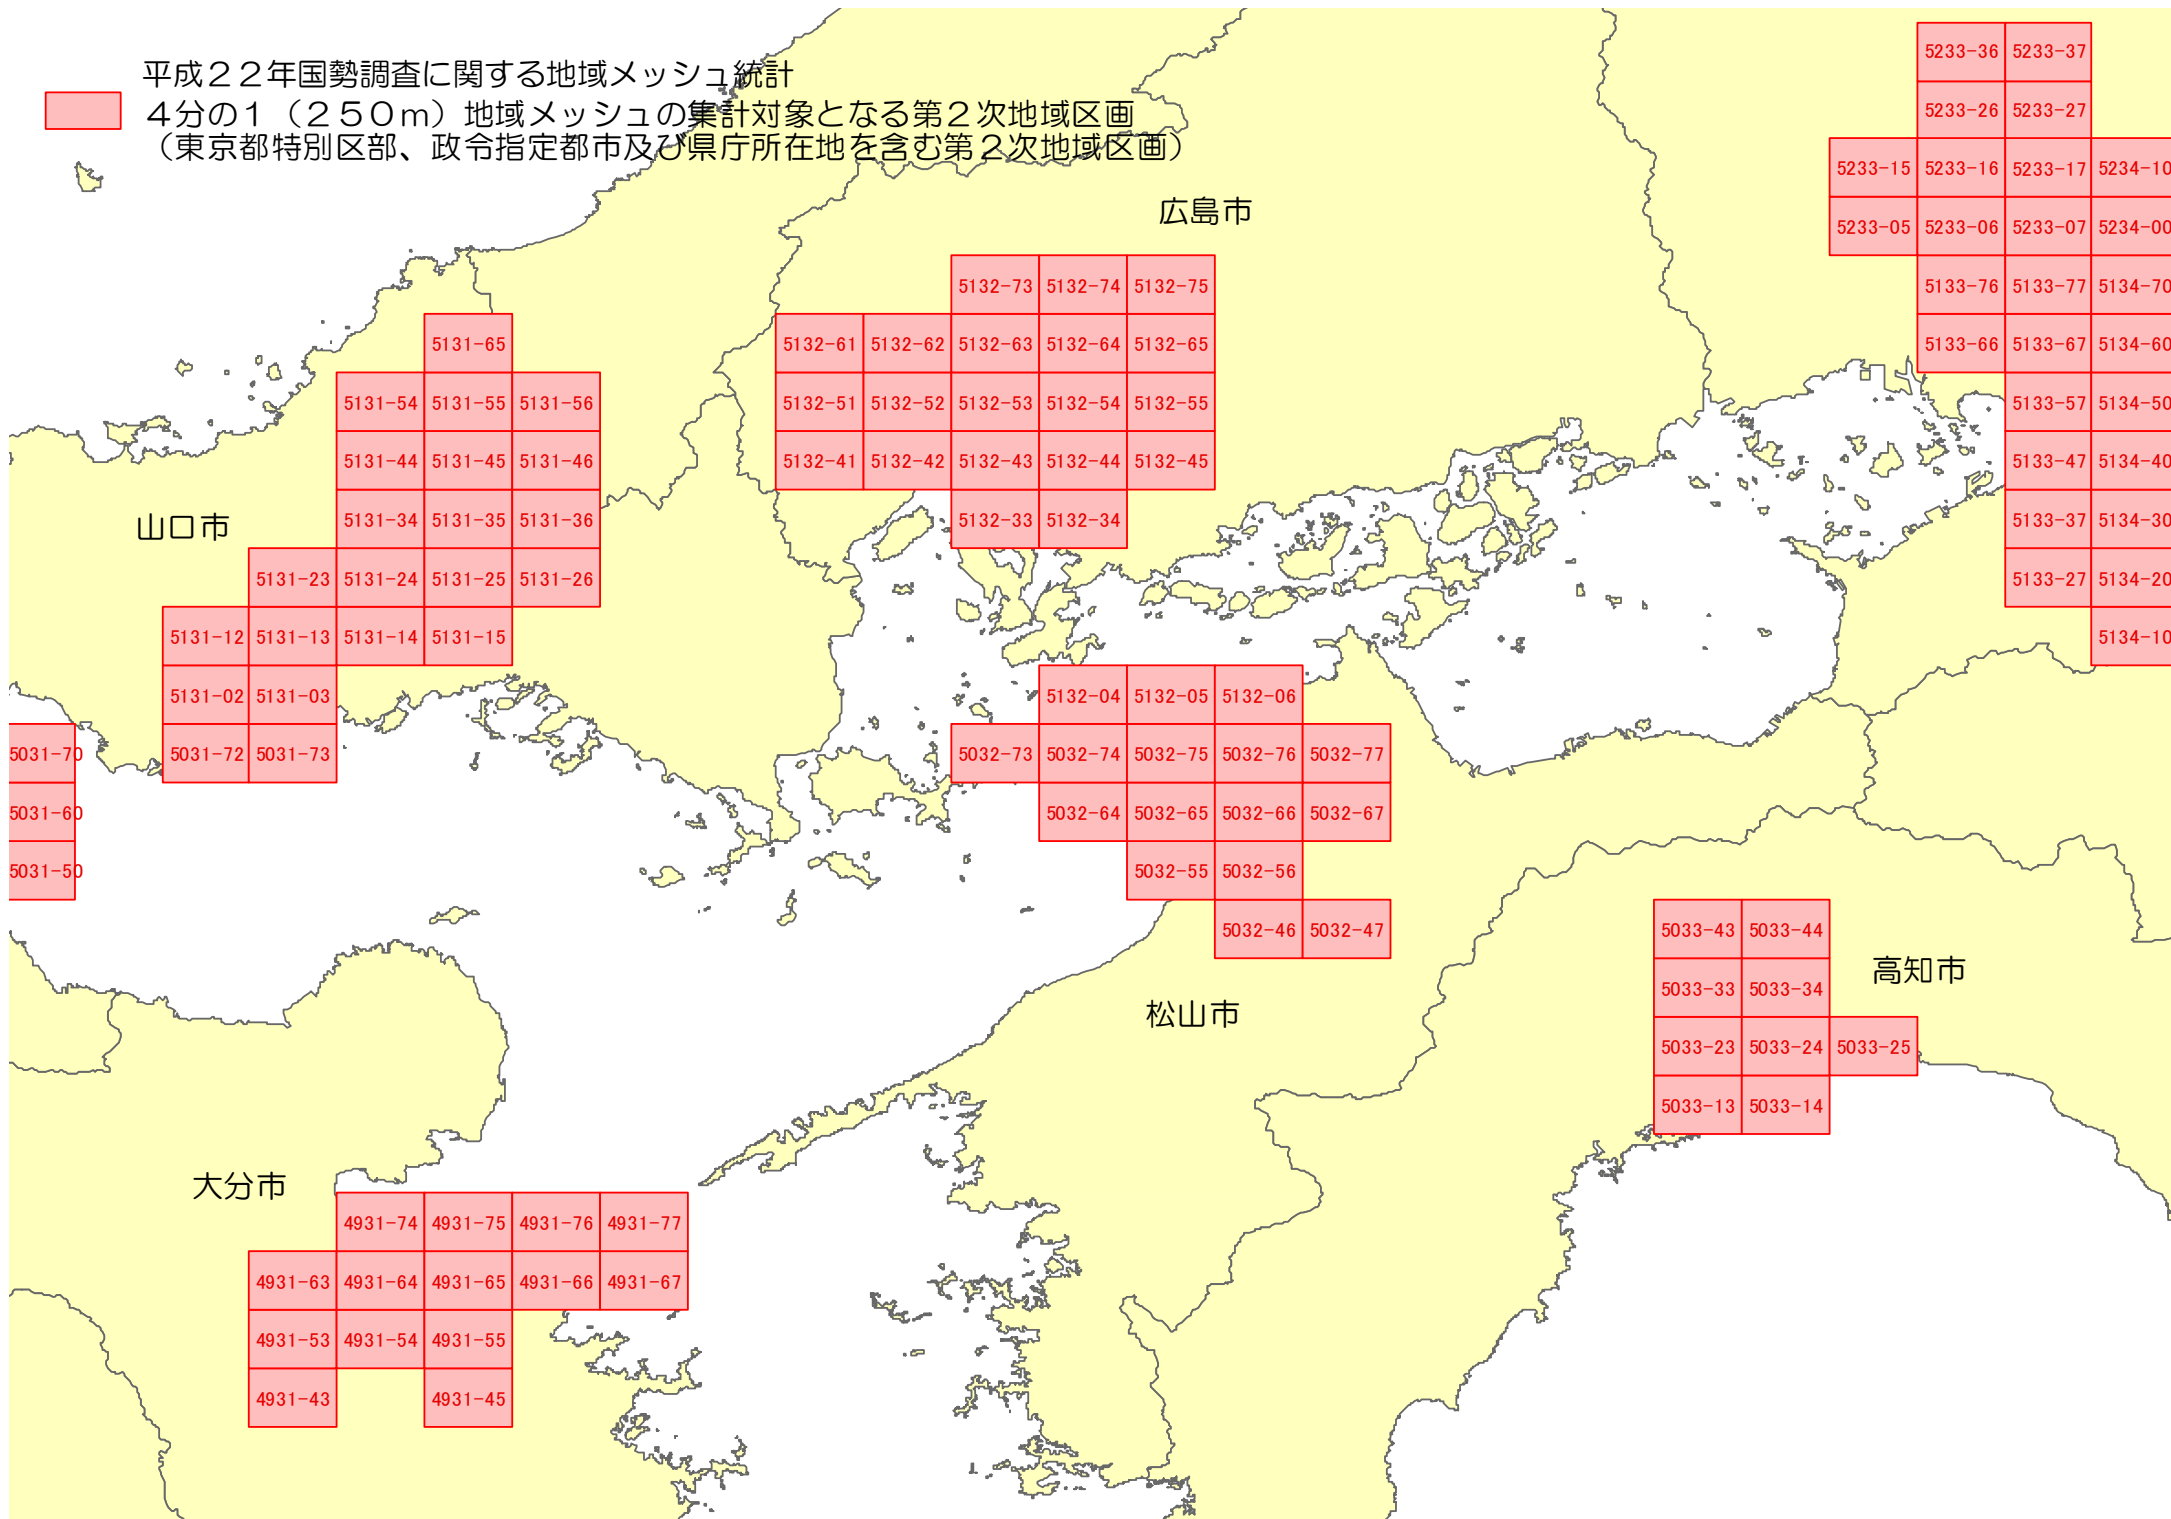 平成２２年国勢調査に関する地域メッシュ統計
４分の１（２５０ｍ）地域メッシュの集計対象となる第２次地域区画
（東京都特別区部、政令指定都市及び県庁所在地を含む第２次地域区画）
5233-36 5233-37
5233-26 5233-27
5233-15 5233-16 5233-17 5234-10
広島市
5233-05 5233-06 5233-07 5234-00
5132-73 5132-74 5132-75 5133-76 5133-77 5134-70
5131-65 5132-61 5132-62 5132-63 5132-64 5132-65 5133-66 5133-67 5134-60
5131-54 5131-55 5131-56 5132-51 5132-52 5132-53 5132-54 5132-55 5133-57 5134-50
5131-44 5131-45 5131-46 5132-41 5132-42 5132-43 5132-44 5132-45 5133-47 5134-40
山口市
5131-34 5131-35 5131-36 5132-33 5132-34 5133-37 5134-30
5131-23 5131-24 5131-25 5131-26 5133-27 5134-20
5131-12 5131-13 5131-14 5131-15 5134-10
5131-02 5131-03 5132-04 5132-05 5132-06
5031-70 5031-72 5031-73 5032-73 5032-74 5032-75 5032-76 5032-77
5031-60 5032-64 5032-65 5032-66 5032-67
5031-50 5032-55 5032-56
5032-46 5032-47 5033-43 5033-44
高知市
5033-33 5033-34
松山市
5033-23 5033-24 5033-25
5033-13 5033-14
大分市
4931-74 4931-75 4931-76 4931-77
4931-63 4931-64 4931-65 4931-66 4931-67
4931-53 4931-54 4931-55
4931-43 4931-45